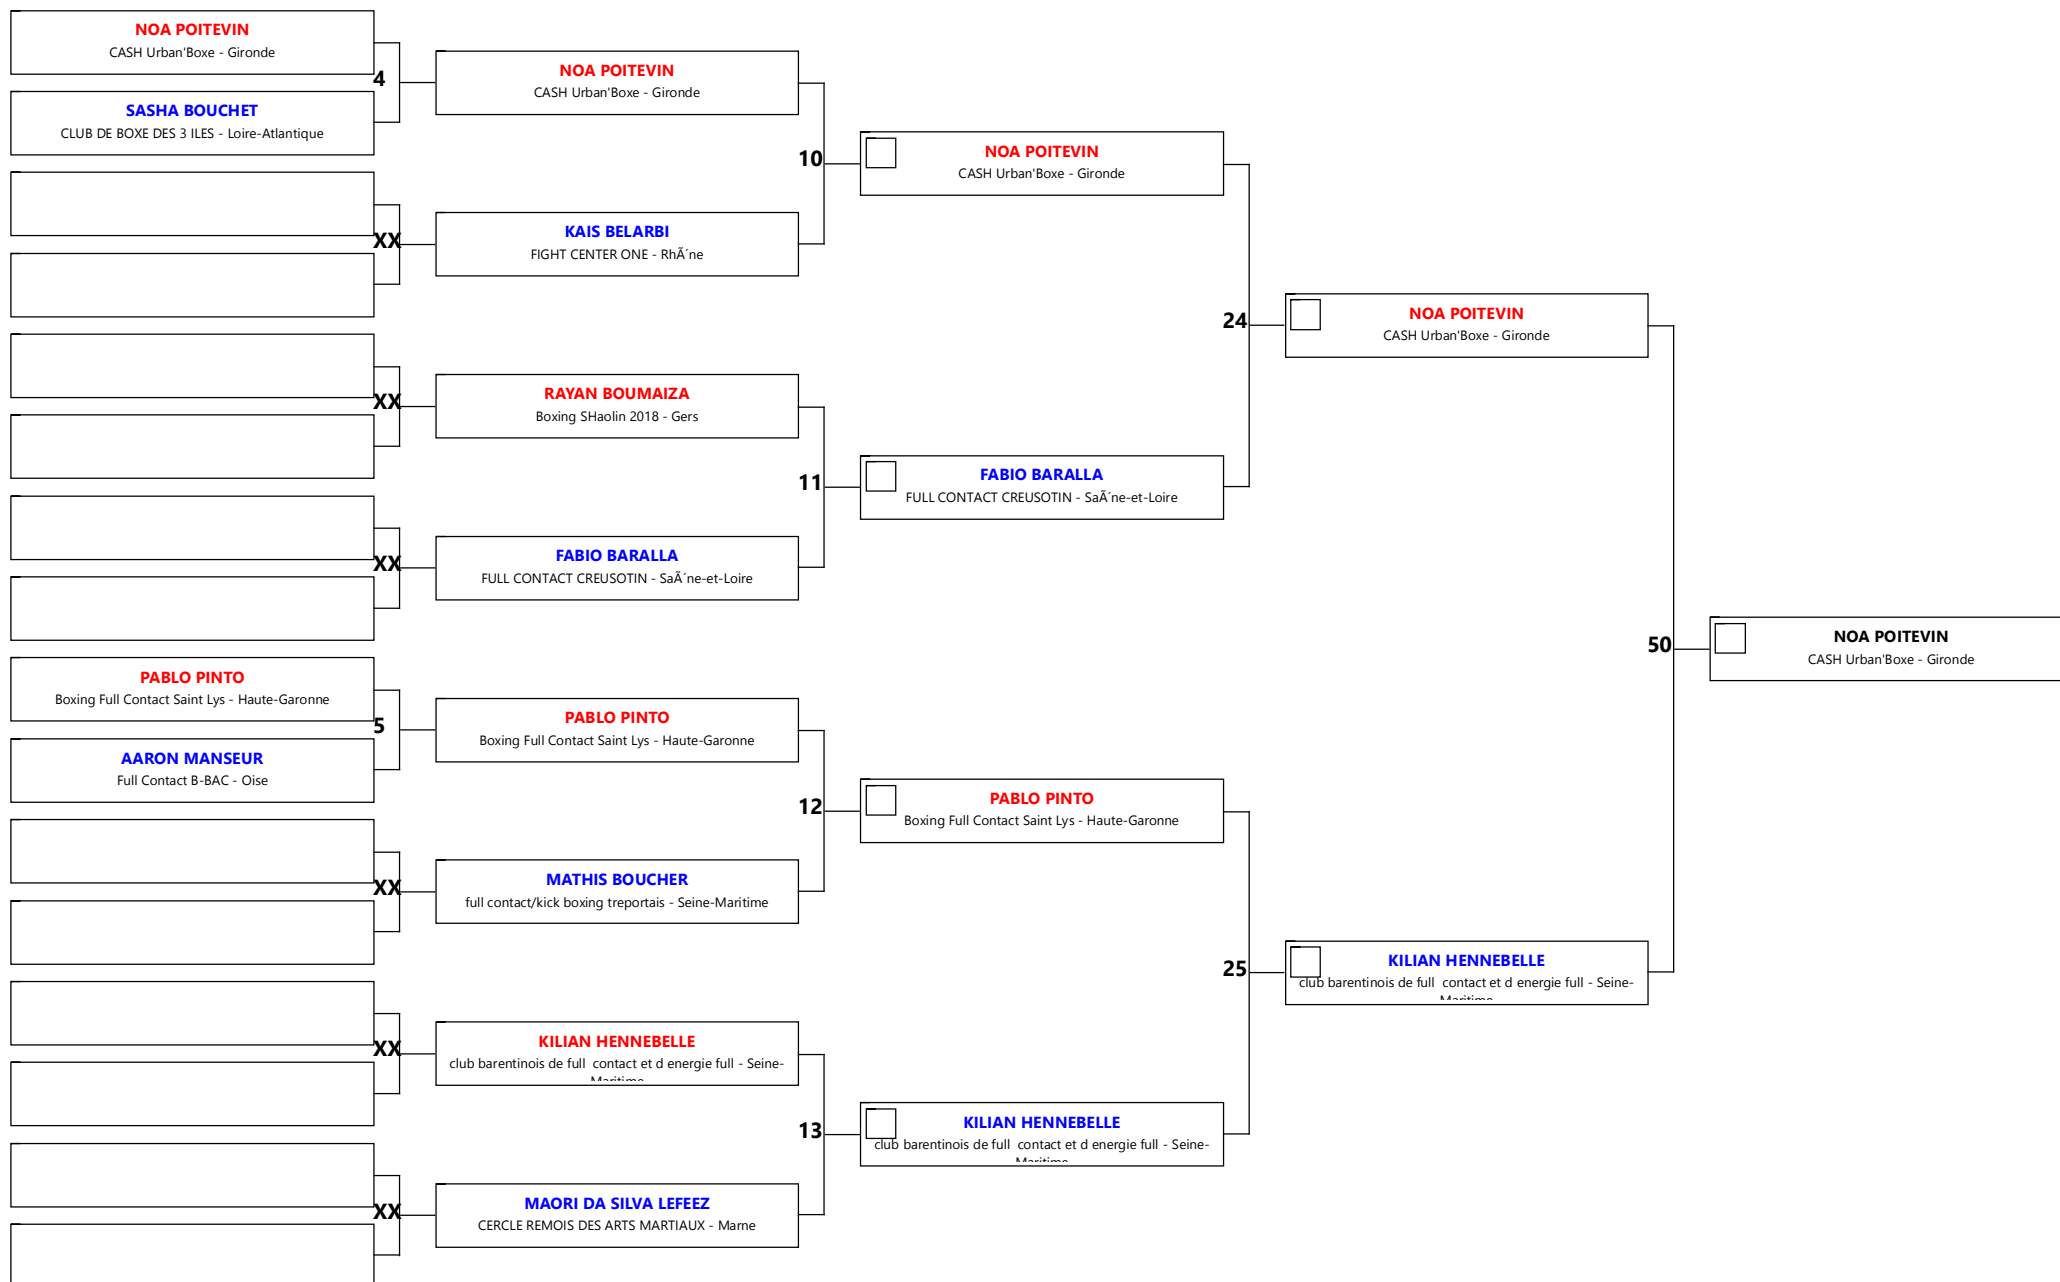 NOA POITEVIN
CASH Urban'Boxe - Gironde
4
SASHA BOUCHET
CLUB DE BOXE DES 3 ILES - Loire-Atlantique
XX
XX
XX
PABLO PINTO
Boxing Full Contact Saint Lys - Haute-Garonne
5
AARON MANSEUR
Full Contact B-BAC - Oise
XX
XX
XX
NOA POITEVIN
CASH Urban'Boxe - Gironde
10
KAIS BELARBI
FIGHT CENTER ONE - RhÃ´ne
RAYAN BOUMAIZA
Boxing SHaolin 2018 - Gers
11
FABIO BARALLA
FULL CONTACT CREUSOTIN - SaÃ´ne-et-Loire
PABLO PINTO
Boxing Full Contact Saint Lys - Haute-Garonne
12
MATHIS BOUCHER
full contact/kick boxing treportais - Seine-Maritime
KILIAN HENNEBELLE
club barentinois de full contact et d energie full - Seine-
Maritime
13
MAORI DA SILVA LEFEEZ
CERCLE REMOIS DES ARTS MARTIAUX - Marne
NOA POITEVIN
CASH Urban'Boxe - Gironde
24
FABIO BARALLA
FULL CONTACT CREUSOTIN - SaÃ´ne-et-Loire
PABLO PINTO
Boxing Full Contact Saint Lys - Haute-Garonne
25
KILIAN HENNEBELLE
club barentinois de full contact et d energie full - Seine-
Maritime
NOA POITEVIN
CASH Urban'Boxe - Gironde
50
KILIAN HENNEBELLE
club barentinois de full contact et d energie full - Seine-
Maritime
NOA POITEVIN
CASH Urban'Boxe - Gironde